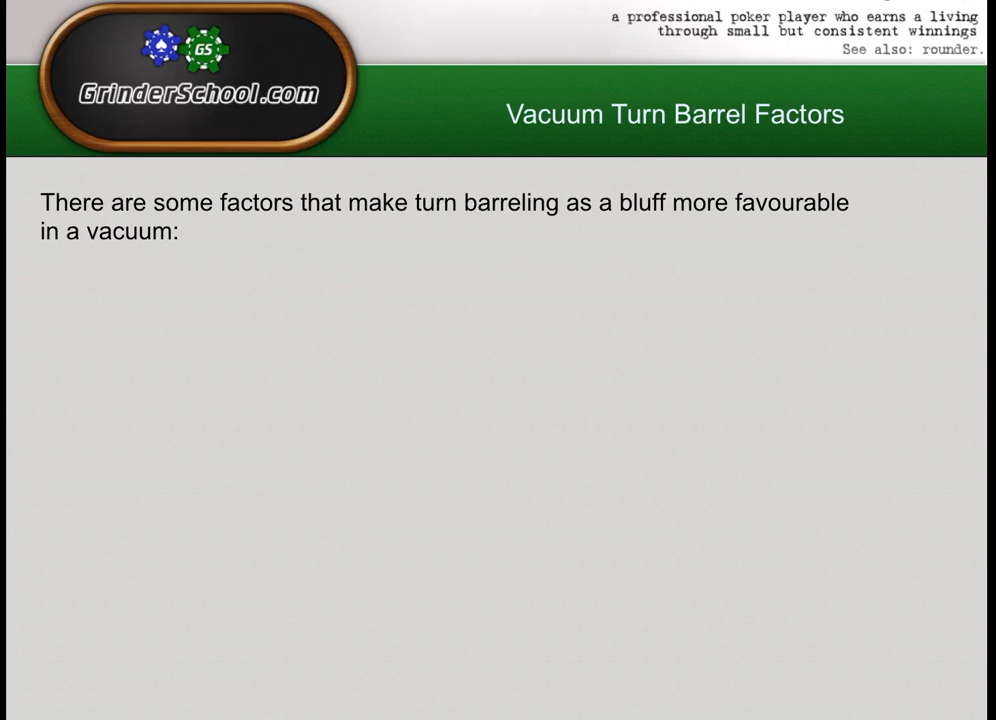 a professional poker player who earns a living
through small but consistent winnings
See also: rounder.
GS
GrinderSchool.com
Vacuum Turn Barrel Factors
There are some factors that make turn barreling as a bluff more favourable
in a vacuum: